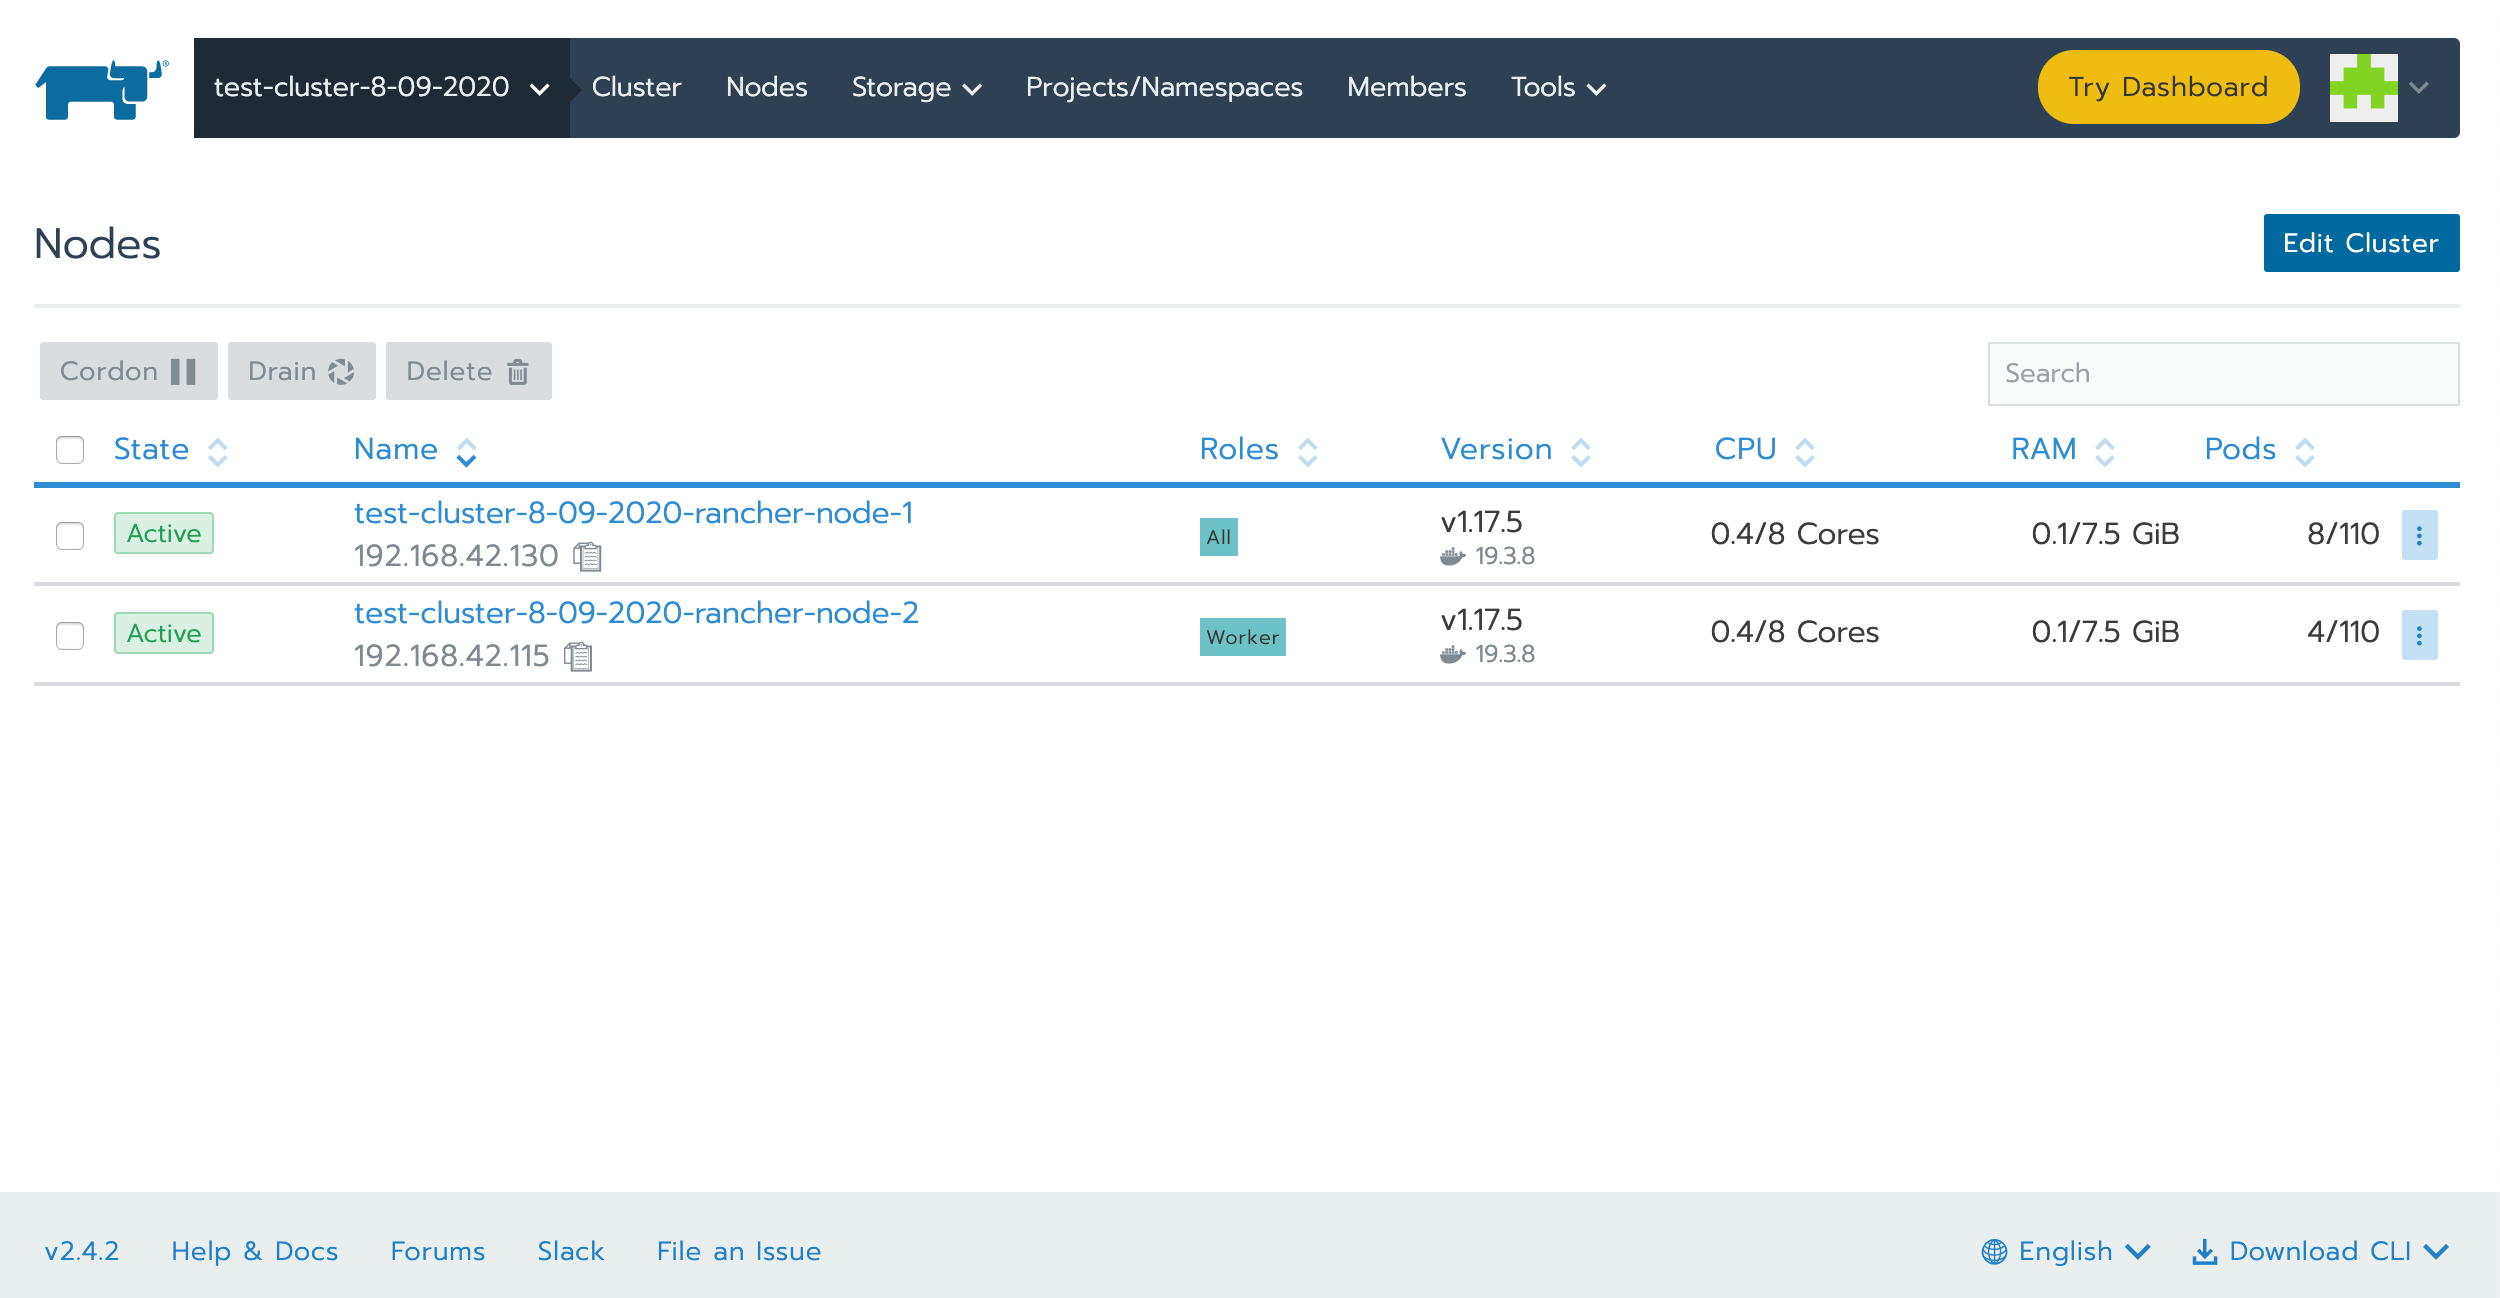 test-cluster-8-09-2020 Cluster Nodes Storage Projects/Namespaces Members Tools Try Dashboard
Nodes Edit Cluster
Cordon Drain Delete Search
State Name Roles Version CPU RAM Pods
Active test-cluster-8-09-2020-rancher-node-1 All v1.17.5 0.4/8 Cores 0.1/7.5 GiB 8/110
192.168.42.130 19.3.8
Active test-cluster-8-09-2020-rancher-node-2 Worker v1.17.5 0.4/8 Cores 0.1/7.5 GiB 4/110
192.168.42.115 19.3.8
v2.4.2 Help & Docs Forums Slack File an Issue English Download CLI